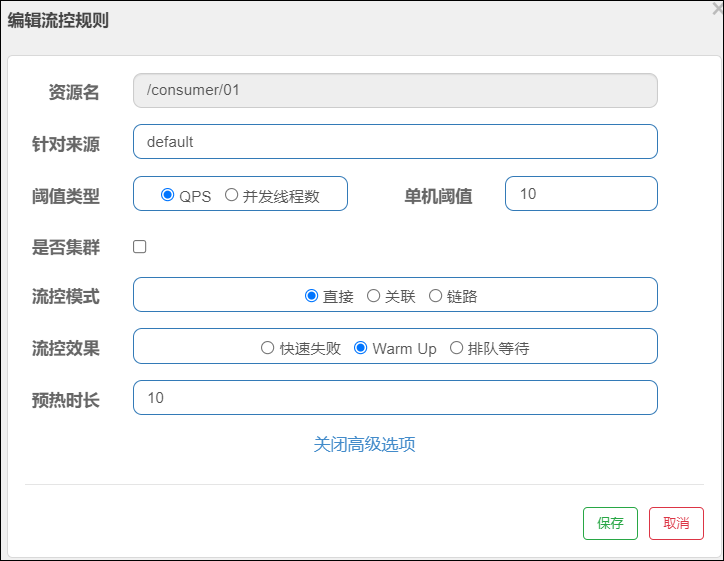 编辑流控规则
资源名 /consumer/01
针对来源 default
阈值类型 QPS 并发线程数 单机阈值 10
是否集群
流控模式 直接 关联 链路
流控效果 快速失败 Warm Up 排队等待
预热时长 10
关闭高级选项
保存 取消